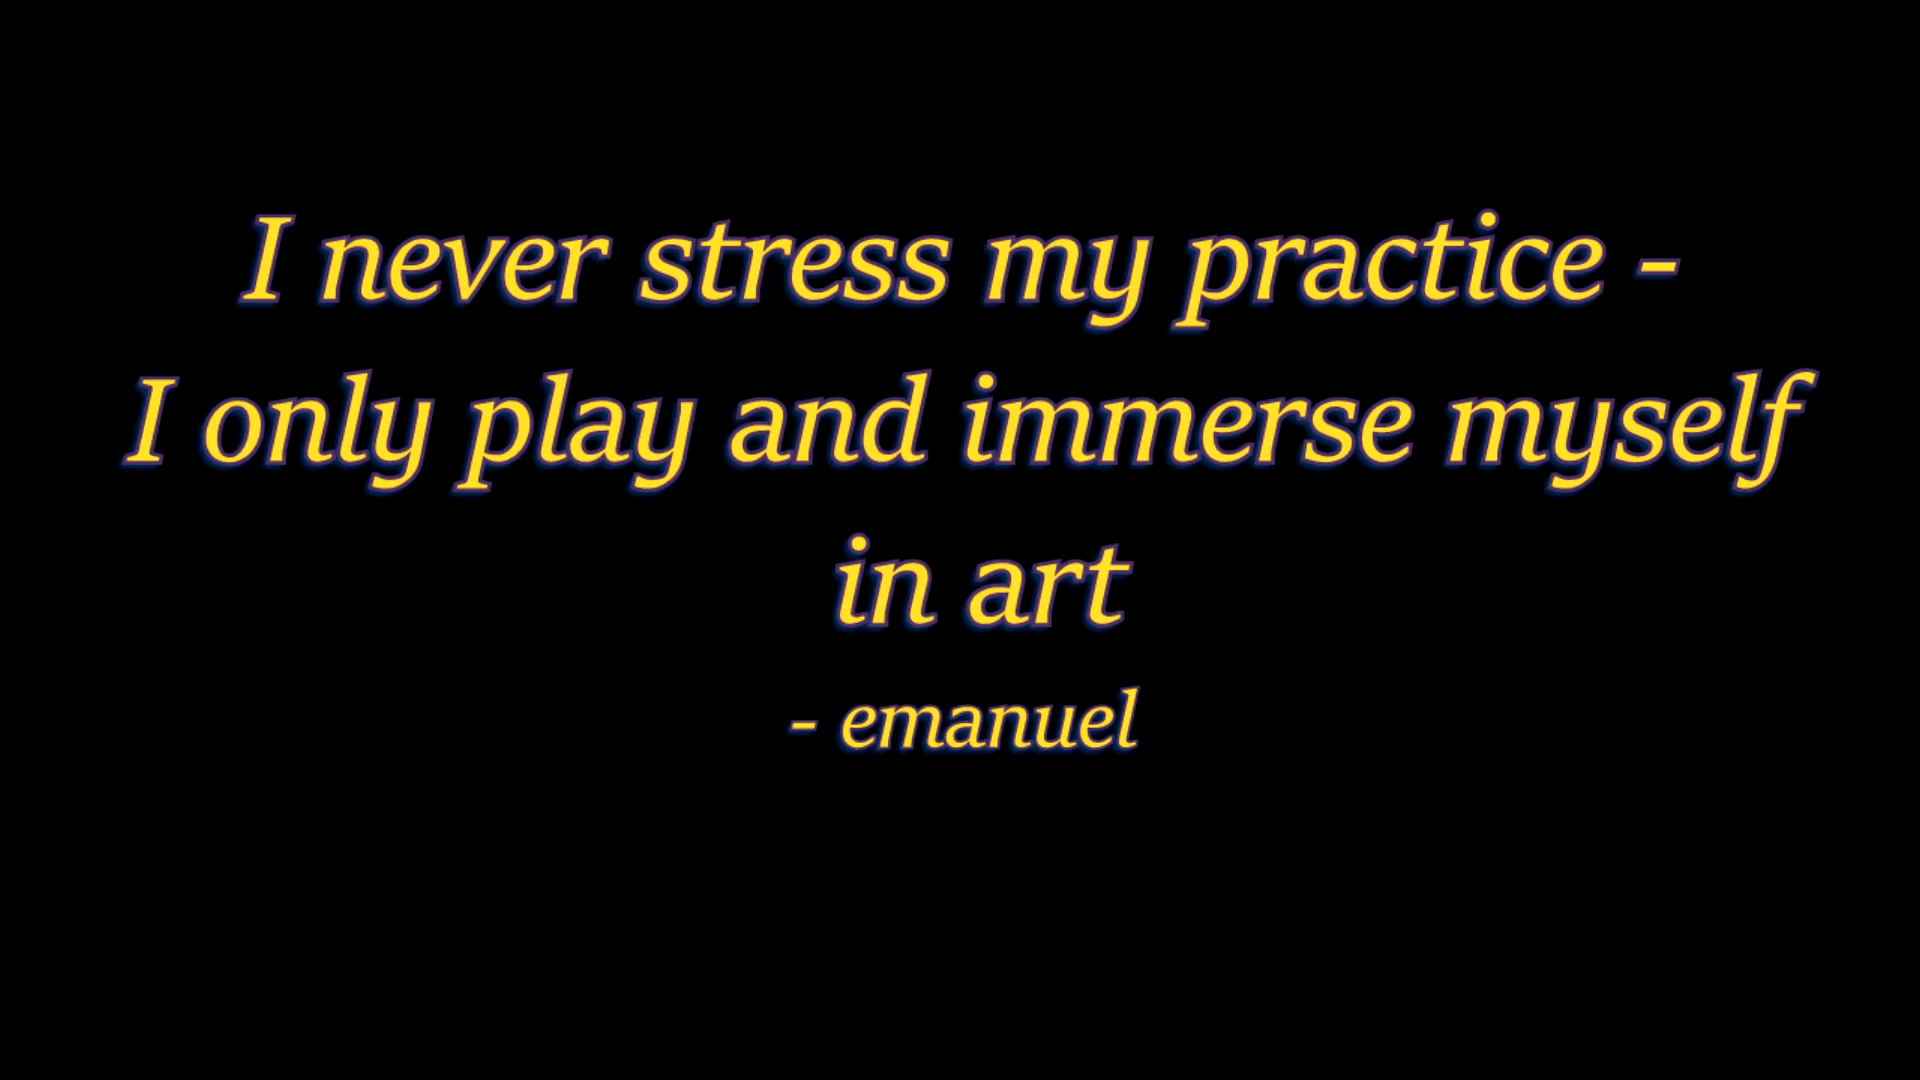 I never stress my practice -
I only play and immerse myself
in art
- emanuel